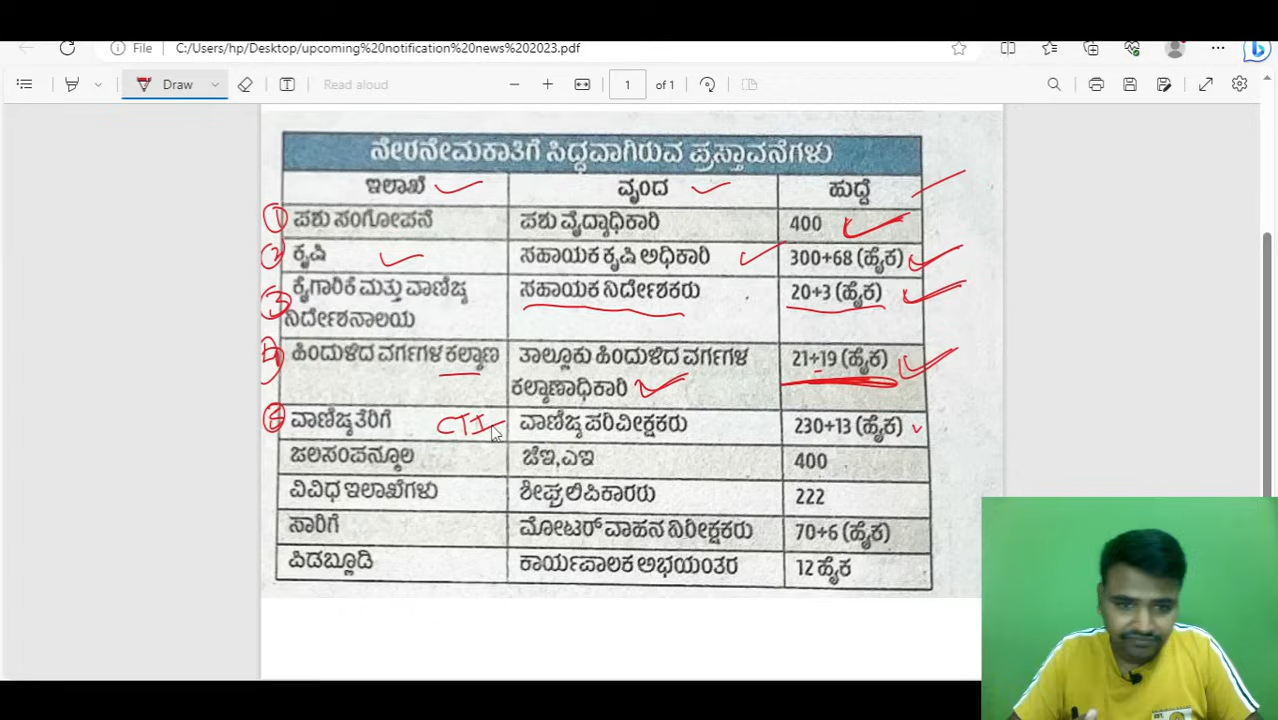 File C:/Users/hp/Desktop/upcoming%20notification%20news%202023.pdf
Draw Read aloud 1 of 1
ನೇರನೇಮಕಾತಿಗೆ ಸಿದ್ಧವಾಗಿರುವ ಪ್ರಸ್ತಾವನೆಗಳು
ಇಲಾಖೆ ವೃಂದ ಹುದ್ದೆ
1 ಪಶು ಸಂಗೋಪನೆ ಪಶು ವೈದ್ಯಾಧಿಕಾರಿ 400
2 ಕೃಷಿ ಸಹಾಯಕ ಕೃಷಿ ಅಧಿಕಾರಿ 300+68 (ಹೈಕ)
3 ಕೈಗಾರಿಕೆ ಮತ್ತು ವಾಣಿಜ್ಯ ಸಹಾಯಕ ನಿರ್ದೇಶಕರು 20+3 (ಹೈಕ)
ನಿರ್ದೇಶನಾಲಯ
ಹಿಂದುಳಿದ ವರ್ಗಗಳ ಕಲ್ಯಾಣ ತಾಲ್ಲೂಕು ಹಿಂದುಳಿದ ವರ್ಗಗಳ 21+19 (ಹೈಕ)
ಕಲ್ಯಾಣಾಧಿಕಾರಿ
ವಾಣಿಜ್ಯ ತೆರಿಗೆ CTI ವಾಣಿಜ್ಯ ಪರಿವೀಕ್ಷಕರು 230+13 (ಹೈಕ)
ಜಲಸಂಪನ್ಮೂಲ ಜೆಇ,ಎಇ 400
ವಿವಿಧ ಇಲಾಖೆಗಳು ಶೀಘ್ರಲಿಪಿಕಾರರು 222
ಸಾರಿಗೆ ಮೋಟರ್ ವಾಹನ ನಿರೀಕ್ಷಕರು 70+6 (ಹೈಕ)
ಪಿಡಬ್ಲೂಡಿ ಕಾರ್ಯಪಾಲಕ ಅಭಿಯಂತರ 12 ಹೈಕ